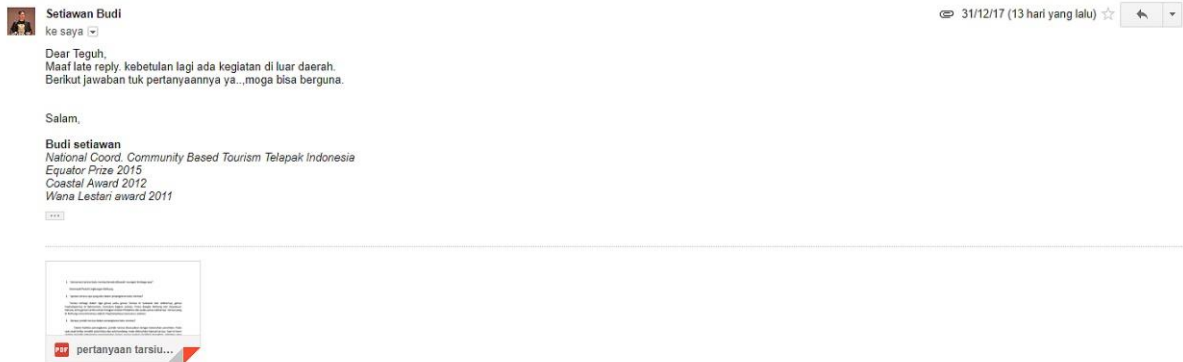 Setiawan Budi
31/12/17 (13 hari yang lalu)
ke saya
Dear Teguh,
Maaf late reply. kebetulan lagi ada kegiatan di luar daerah.
Berikut jawaban tuk pertanyaannya ya..,moga bisa berguna.
Salam,
Budi setiawan
National Coord. Community Based Tourism Telapak Indonesia
Equator Prize 2015
Coastal Award 2012
Wana Lestari award 2011
PDF pertanyaan tarsiu...